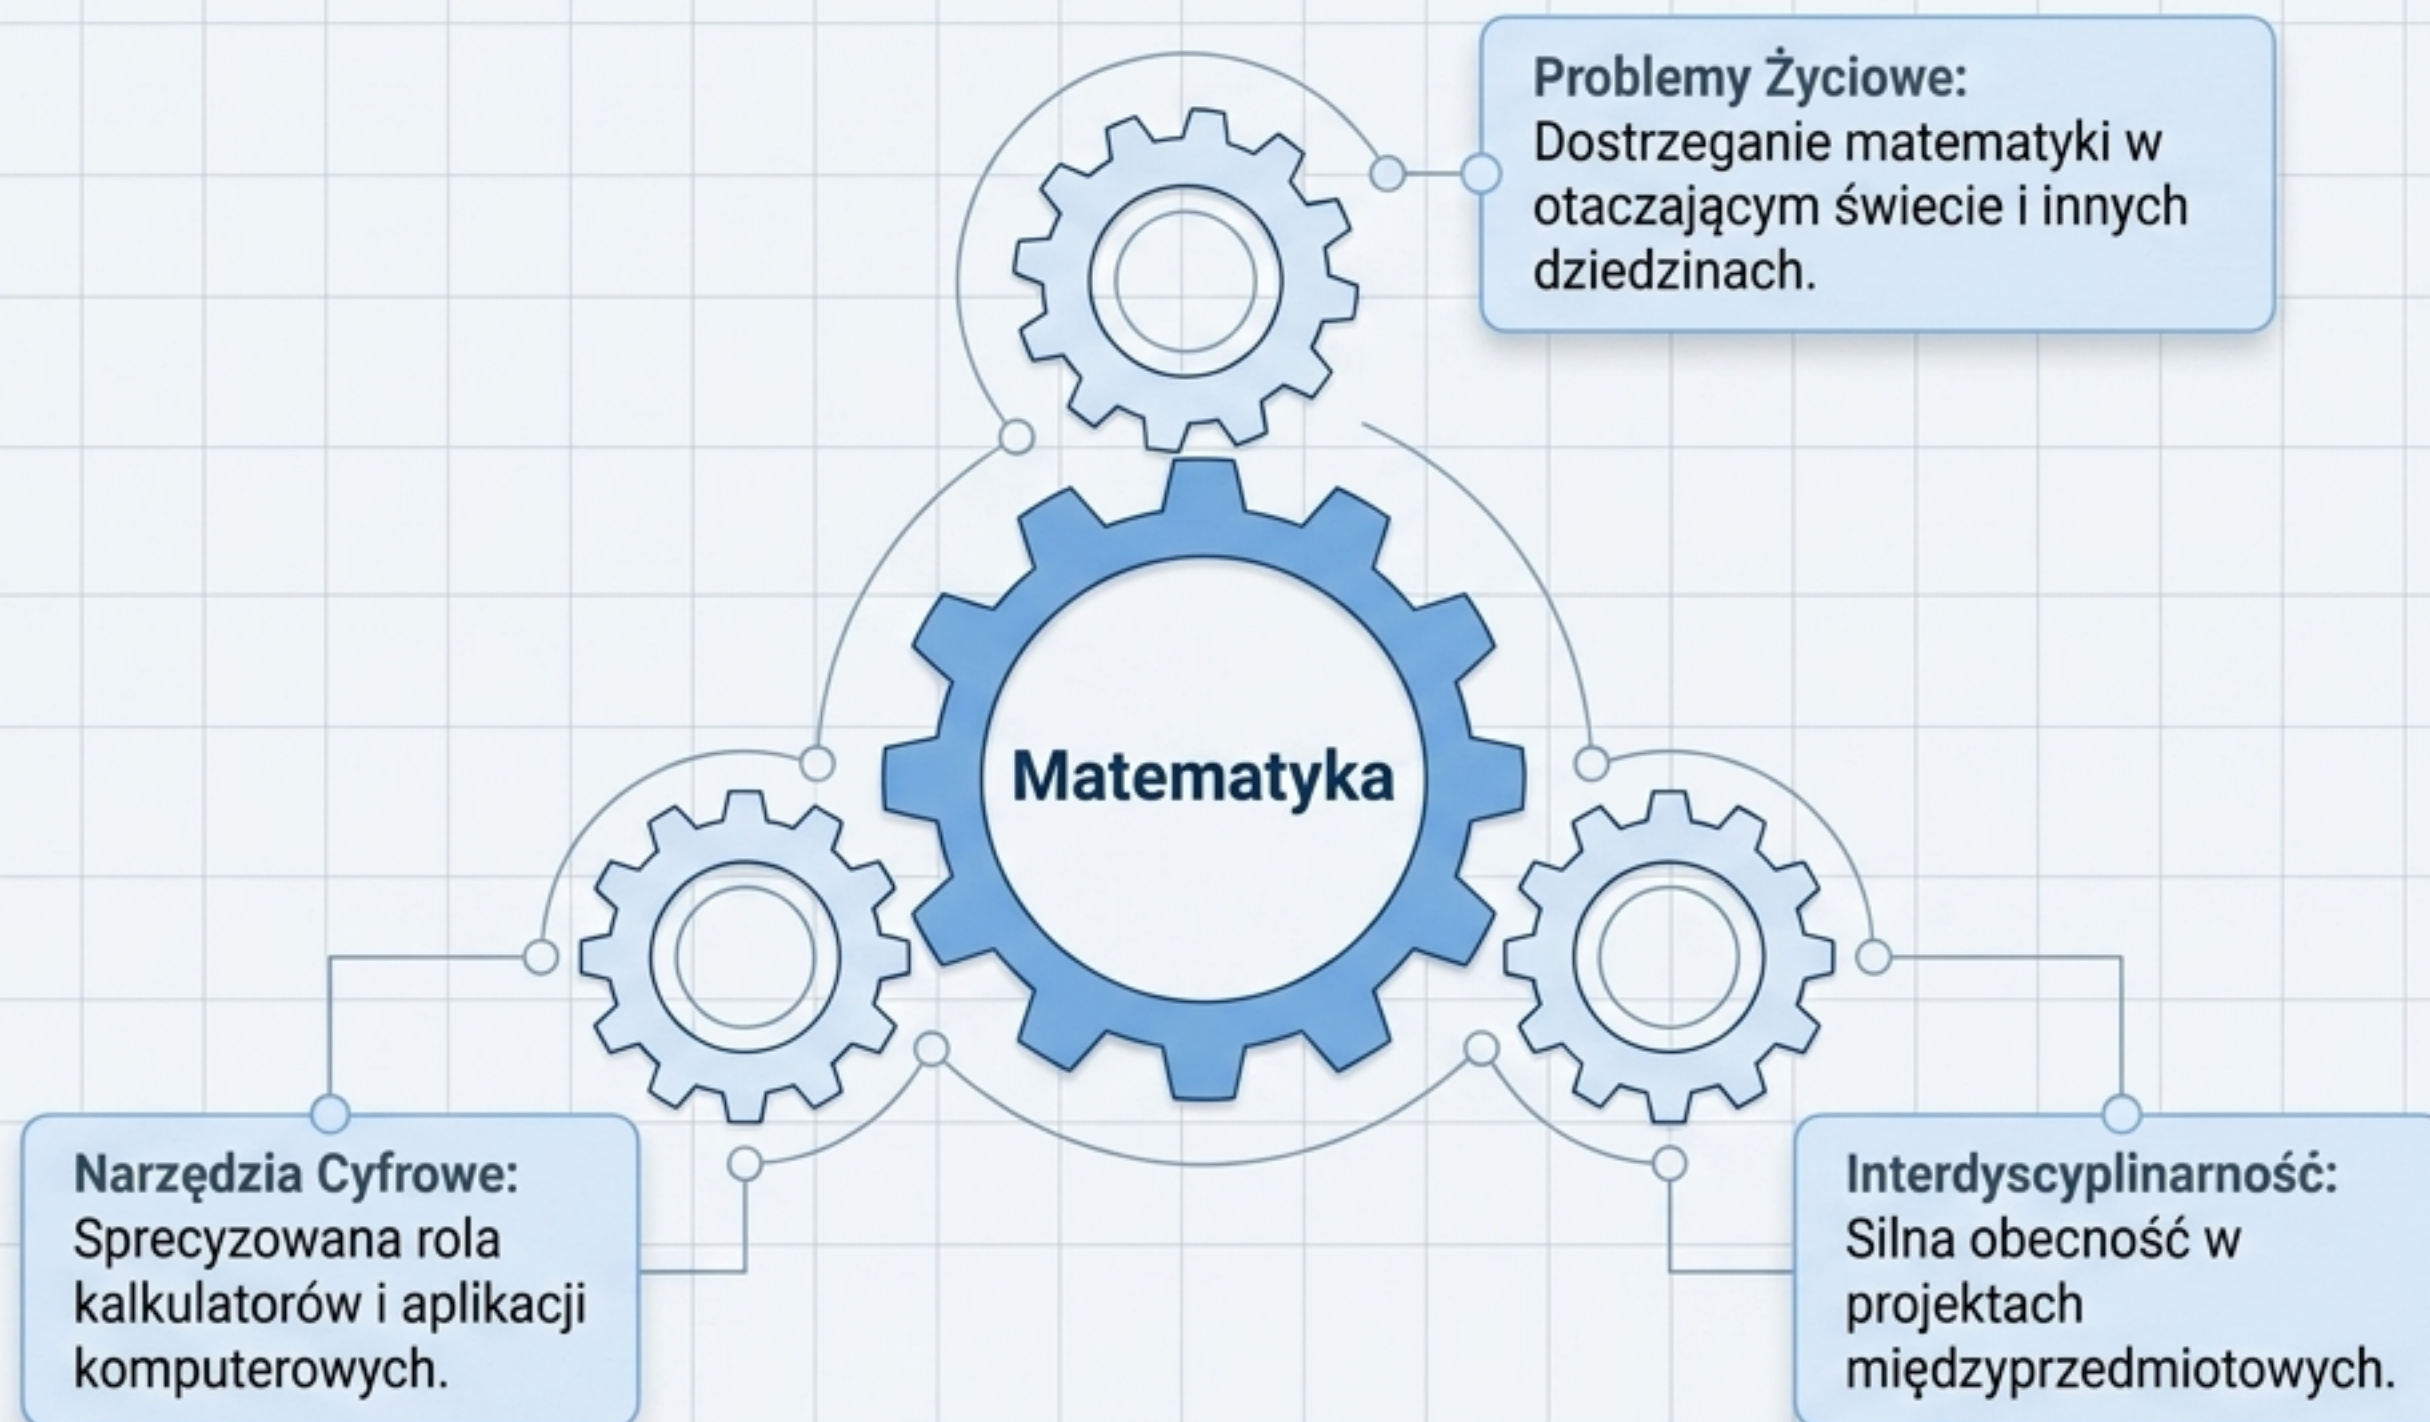 Problemy Życiowe:
Dostrzeganie matematyki w
otaczającym świecie i innych
dziedzinach.
Matematyka
Narzędzia Cyfrowe:
Sprecyzowana rola
kalkulatorów i aplikacji
komputerowych.
Interdyscyplinarność:
Silna obecność w
projektach
międzyprzedmiotowych.